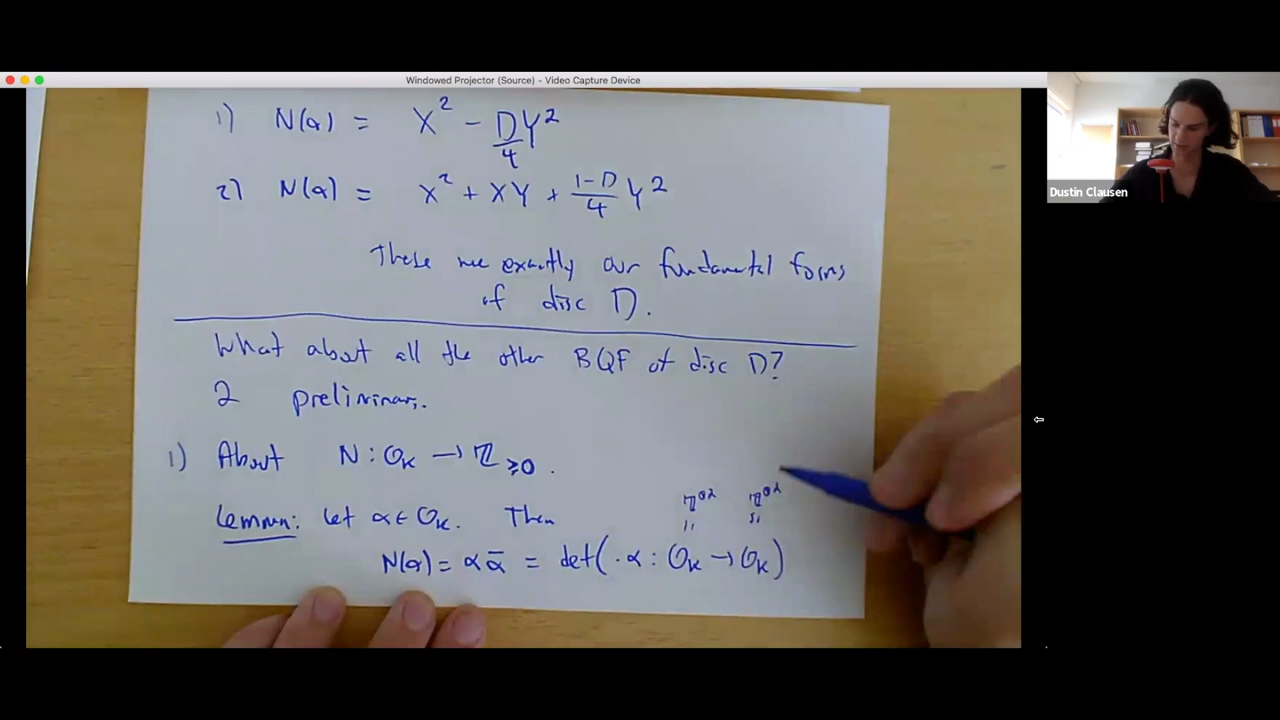 Windowed Projector (Source) - Video Capture Device
1) N(α) = X² - D/4 Y²
2) N(α) = X² + XY + (1-D)/4 Y²
Dustin Clausen
These are exactly our fundamental forms
of disc D.
What about all the other BQF of disc D?
2 preliminars.
1) About N : O_K → ℤ_≥0 .
ℤ^⊕2 ℤ^⊕2
Lemma: Let α ∈ O_K. Then
N(α) = αᾱ = det(·α : O_K → O_K)